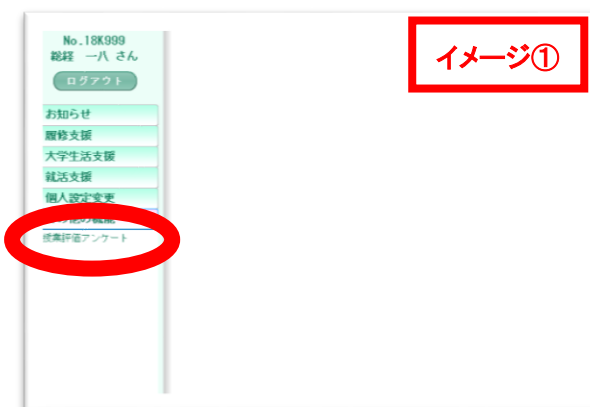 No.18K999
総経 一八 さん
ログアウト
イメージ①
お知らせ
履修支援
大学生活支援
就活支援
個人設定変更
授業評価アンケート